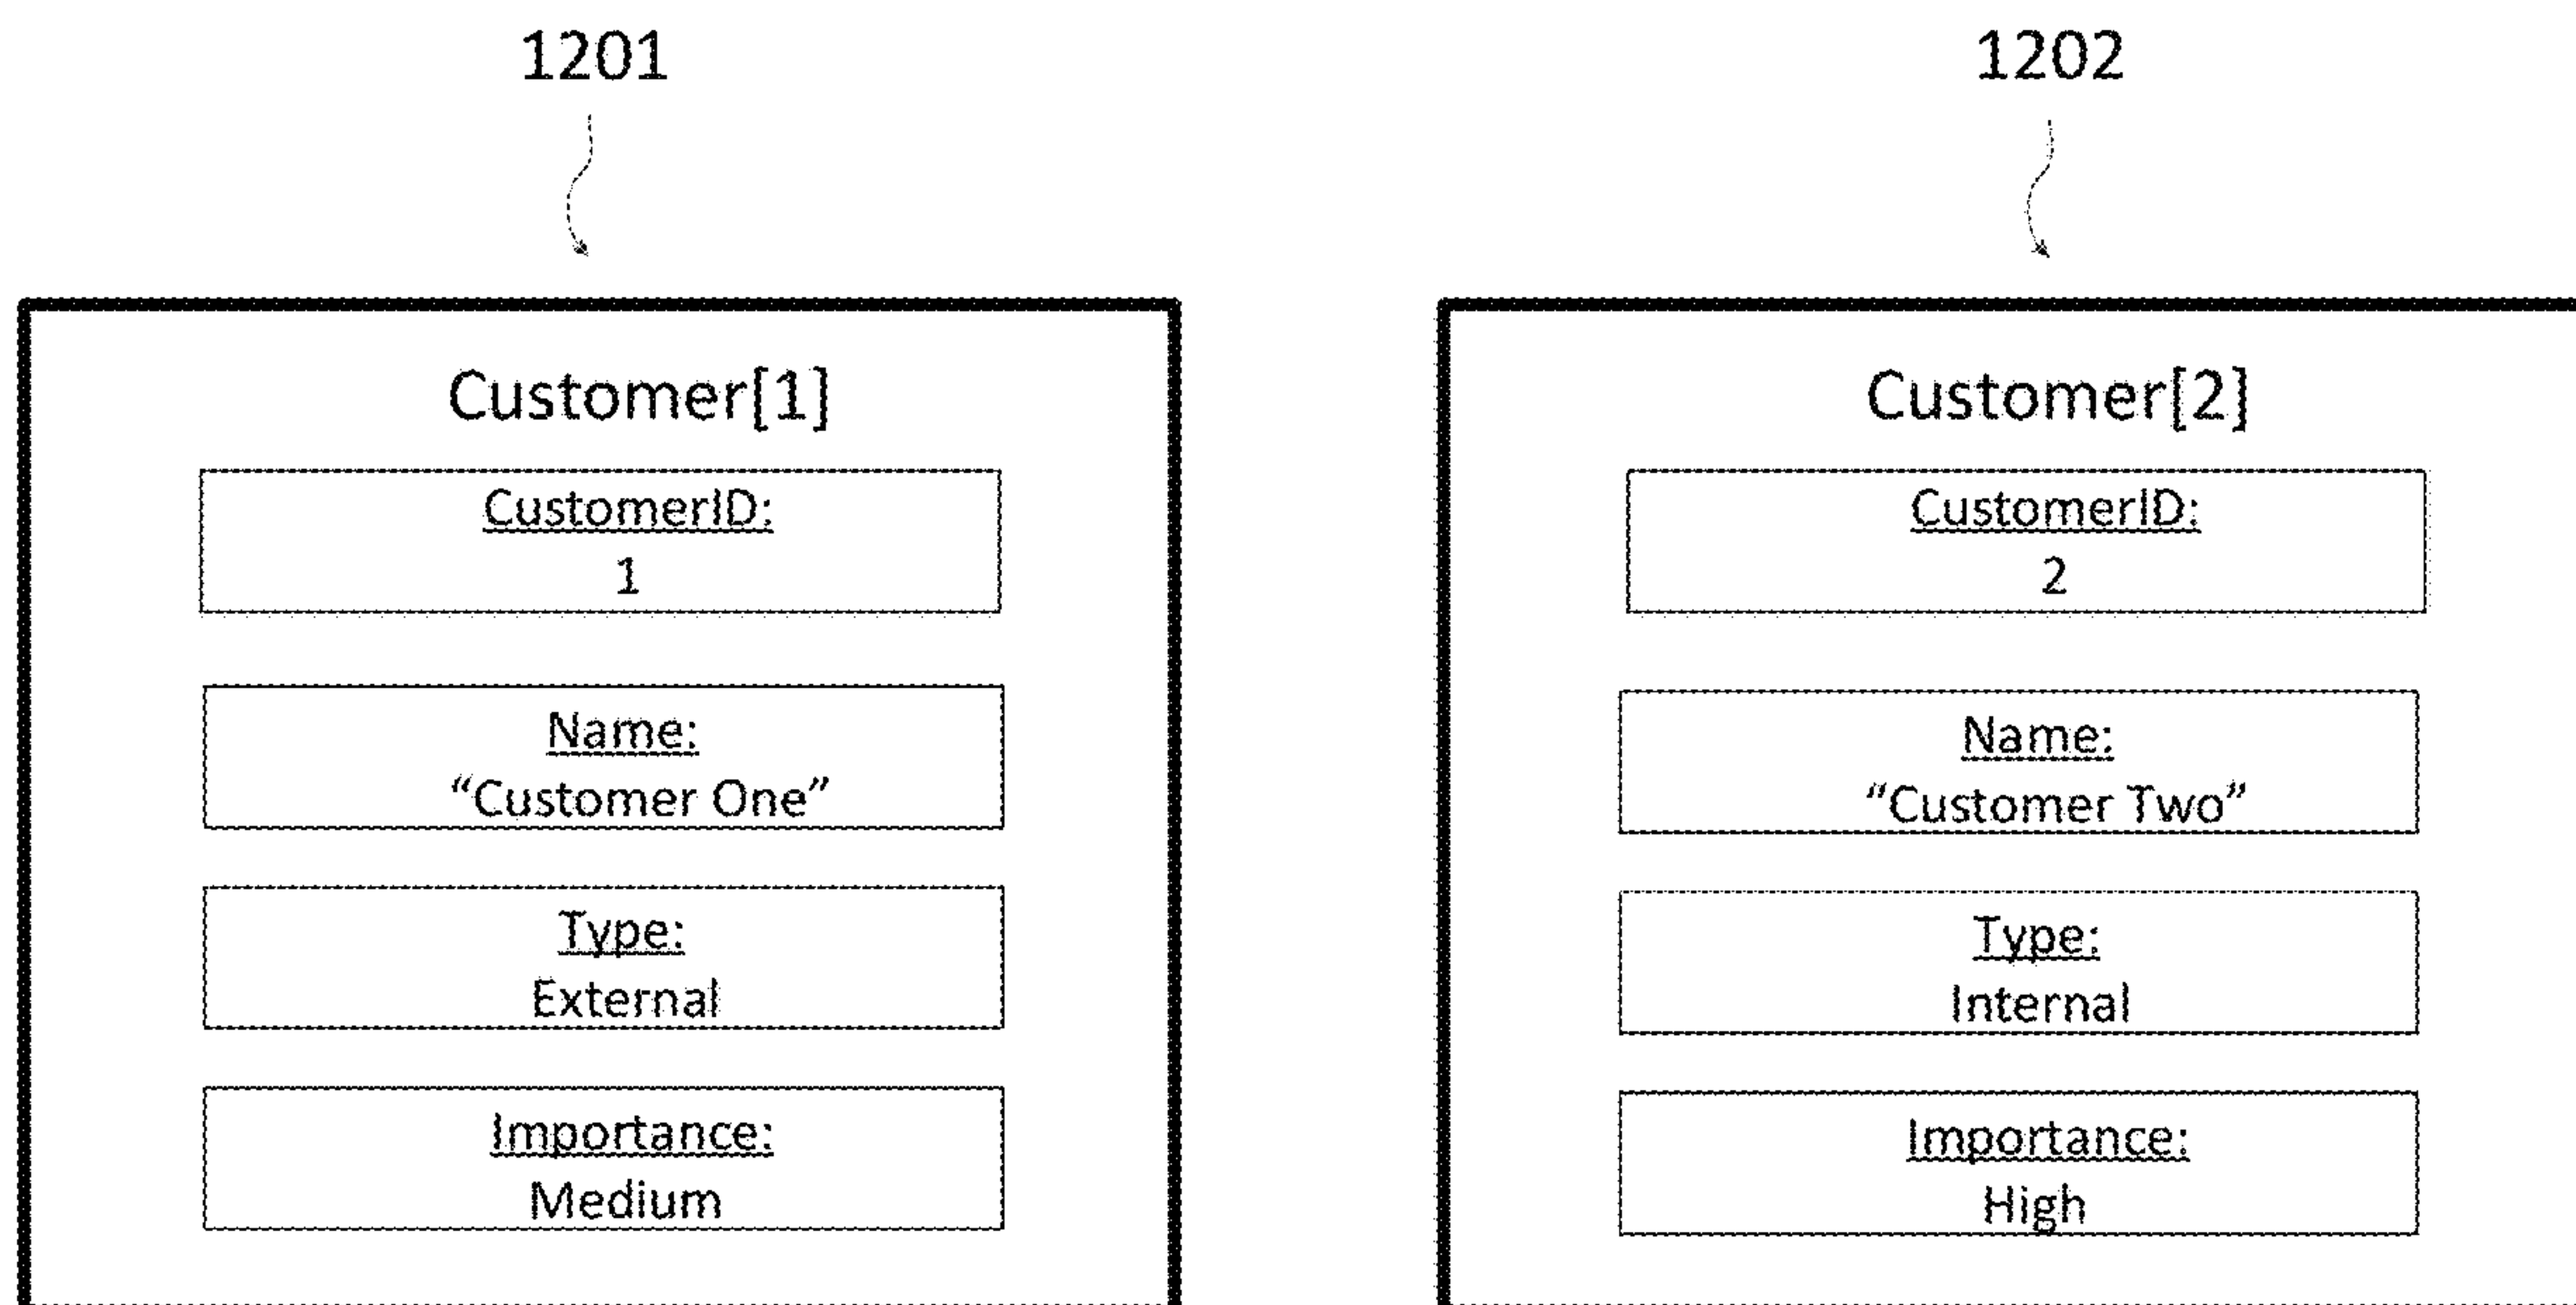 1201
Customer[1]
CustomerID:
1
Name:
“Customer One”
Type:
External
Importance:
Medium
1202
Customer[2]
CustomerID:
2
Name:
“Customer Two”
Type:
Internal
Importance:
High